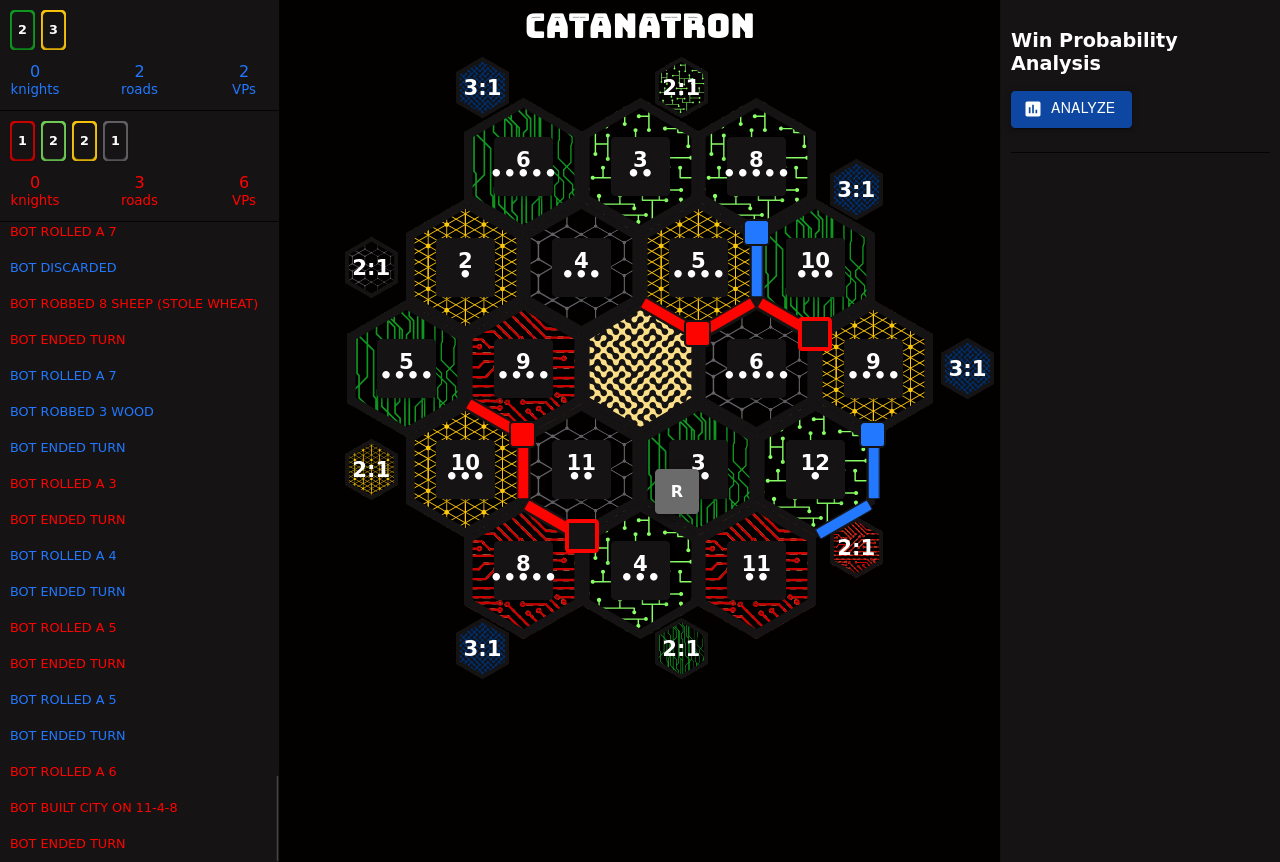 CATANATRON
2 3
0 2 2
knights roads VPs
1 2 2 1
0 3 6
knights roads VPs
BOT ROLLED A 7
BOT DISCARDED
BOT ROBBED 8 SHEEP (STOLE WHEAT)
BOT ENDED TURN
BOT ROLLED A 7
BOT ROBBED 3 WOOD
BOT ENDED TURN
BOT ROLLED A 3
BOT ENDED TURN
BOT ROLLED A 4
BOT ENDED TURN
BOT ROLLED A 5
BOT ENDED TURN
BOT ROLLED A 5
BOT ENDED TURN
BOT ROLLED A 6
BOT BUILT CITY ON 11-4-8
BOT ENDED TURN
3:1 2:1
6 3 8
3:1
2:1 2 4 5 10
5 9 6 9 3:1
2:1 10 11 3 12
R
2:1
8 4 11
3:1 2:1
Win Probability
Analysis
ANALYZE